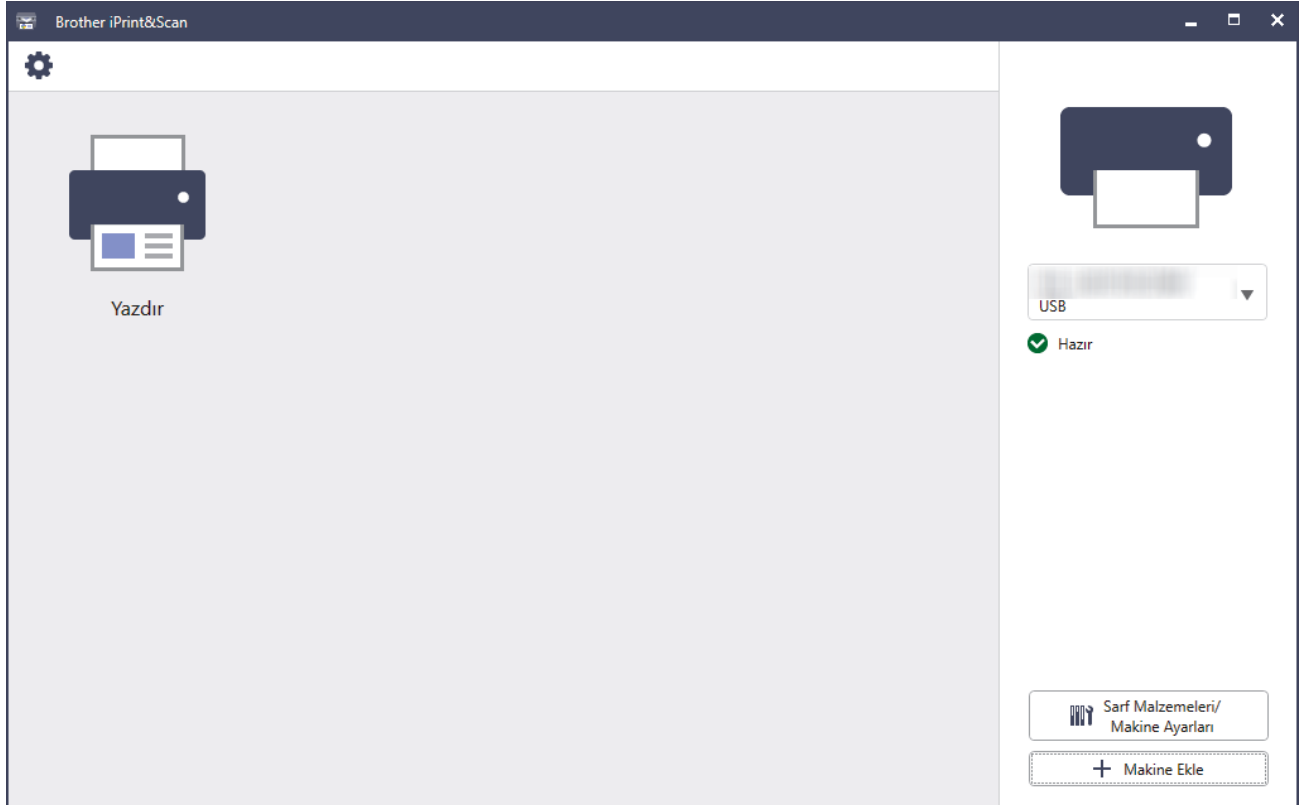 Brother iPrint&Scan
Yazdır
USB
Hazır
Sarf Malzemeleri/
Makine Ayarları
Makine Ekle